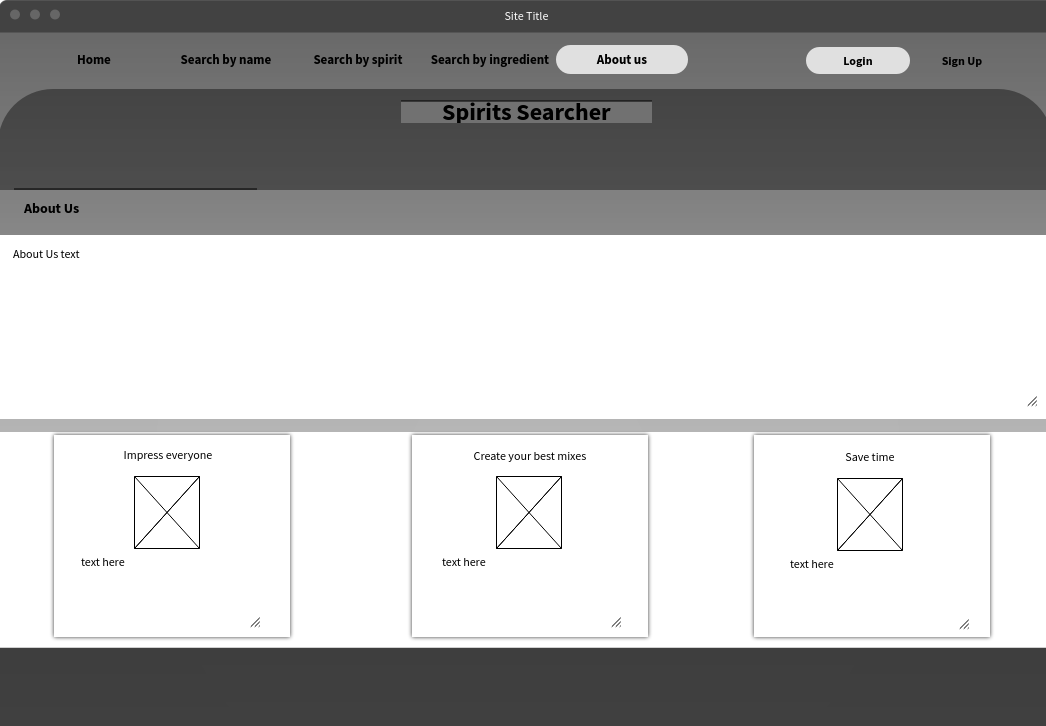 Site Title
Home Search by name Search by spirit Search by ingredient About us Login Sign Up
Spirits Searcher
About Us
About Us text
Impress everyone
text here
Create your best mixes
text here
Save time
text here